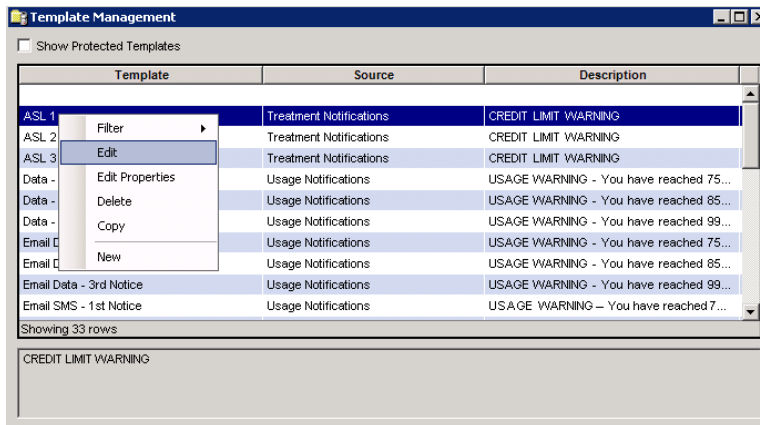 Template Management
Show Protected Templates
Template Source Description
ASL 1 Treatment Notifications CREDIT LIMIT WARNING
ASL 2 Treatment Notifications CREDIT LIMIT WARNING
ASL 3 Treatment Notifications CREDIT LIMIT WARNING
Data - Usage Notifications USAGE WARNING - You have reached 75...
Data - Usage Notifications USAGE WARNING - You have reached 85...
Data - Usage Notifications USAGE WARNING - You have reached 99...
Email D Usage Notifications USAGE WARNING - You have reached 75...
Email D Usage Notifications USAGE WARNING - You have reached 85...
Email Data - 3rd Notice Usage Notifications USAGE WARNING - You have reached 99...
Email SMS - 1st Notice Usage Notifications USAGE WARNING – You have reached 7...
Filter
Edit
Edit Properties
Delete
Copy
New
Showing 33 rows
CREDIT LIMIT WARNING